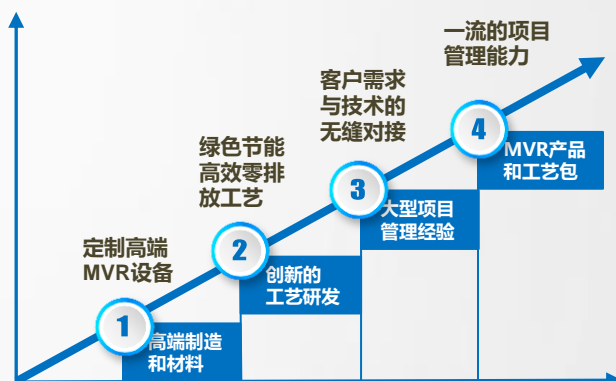 一流的项目
管理能力
客户需求
与技术的
无缝对接
4
MVR产品
和工艺包
绿色节能
高效零排
放工艺
3
大型项目
管理经验
定制高端
MVR设备
2
创新的
工艺研发
1
高端制造
和材料